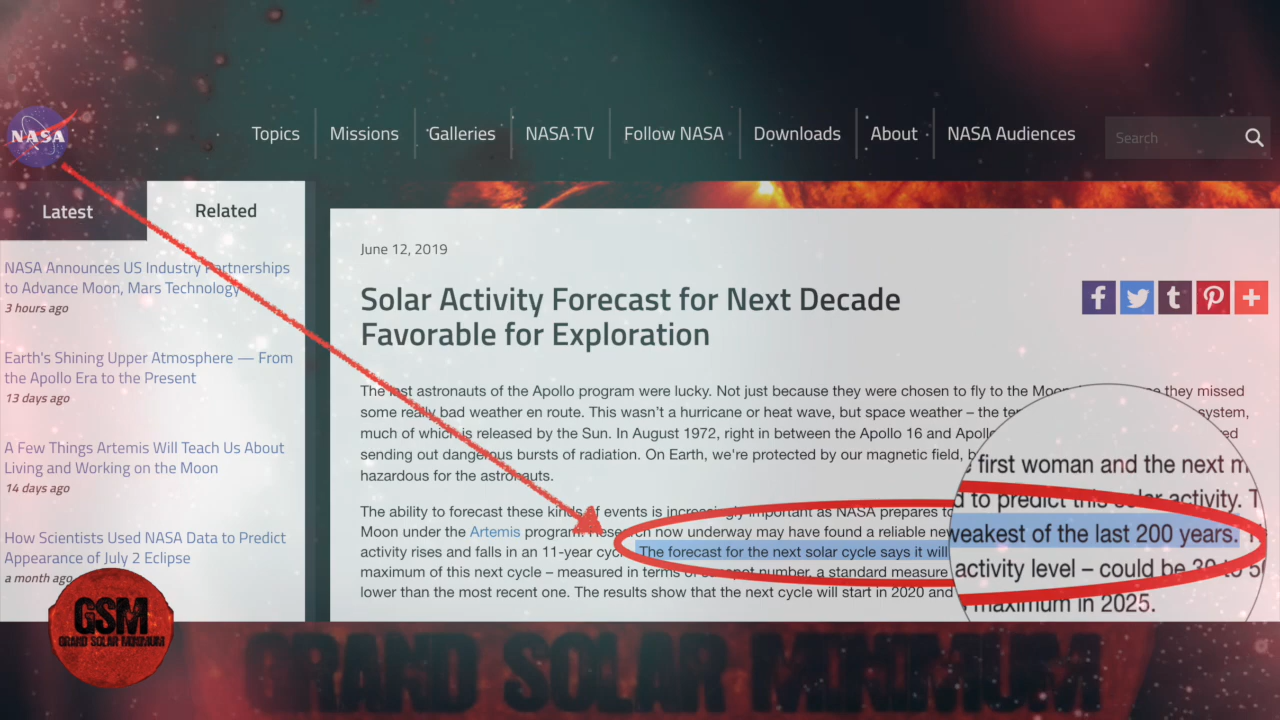 NASA
Topics
Missions
Galleries
NASA TV
Follow NASA
Downloads
About
NASA Audiences
Search
Latest
Related
NASA Announces US Industry Partnerships
to Advance Moon, Mars Technology
3 hours ago
Earth's Shining Upper Atmosphere — From
the Apollo Era to the Present
13 days ago
A Few Things Artemis Will Teach Us About
Living and Working on the Moon
14 days ago
How Scientists Used NASA Data to Predict
Appearance of July 2 Eclipse
a month ago
June 12, 2019
Solar Activity Forecast for Next Decade
Favorable for Exploration
The last astronauts of the Apollo program were lucky. Not just because they were chosen to fly to the Moon they missed
some really bad weather en route. This wasn't a hurricane or heat wave, but space weather – the system,
much of which is released by the Sun. In August 1972, right in between the Apollo 16 and
sending out dangerous bursts of radiation. On Earth, we're protected by our magnetic field,
hazardous for the astronauts.
The ability to forecast these kinds of events is increasingly important as NASA prepares to
Moon under the Artemis program. Research now underway may have found a reliable new
activity rises and falls in an 11-year The forecast for the next solar cycle says it will
maximum of this next cycle – measured in terms of sunspot number, a standard measure
lower than the most recent one. The results show that the next cycle will start in 2020 and
first woman and the next
to predict this solar activity.
weakest of the last 200 years.
activity level – could be 30 to
maximum in 2025.
GSM
GRAND SOLAR MINIMUM
GRAND SOLAR MINIMUM